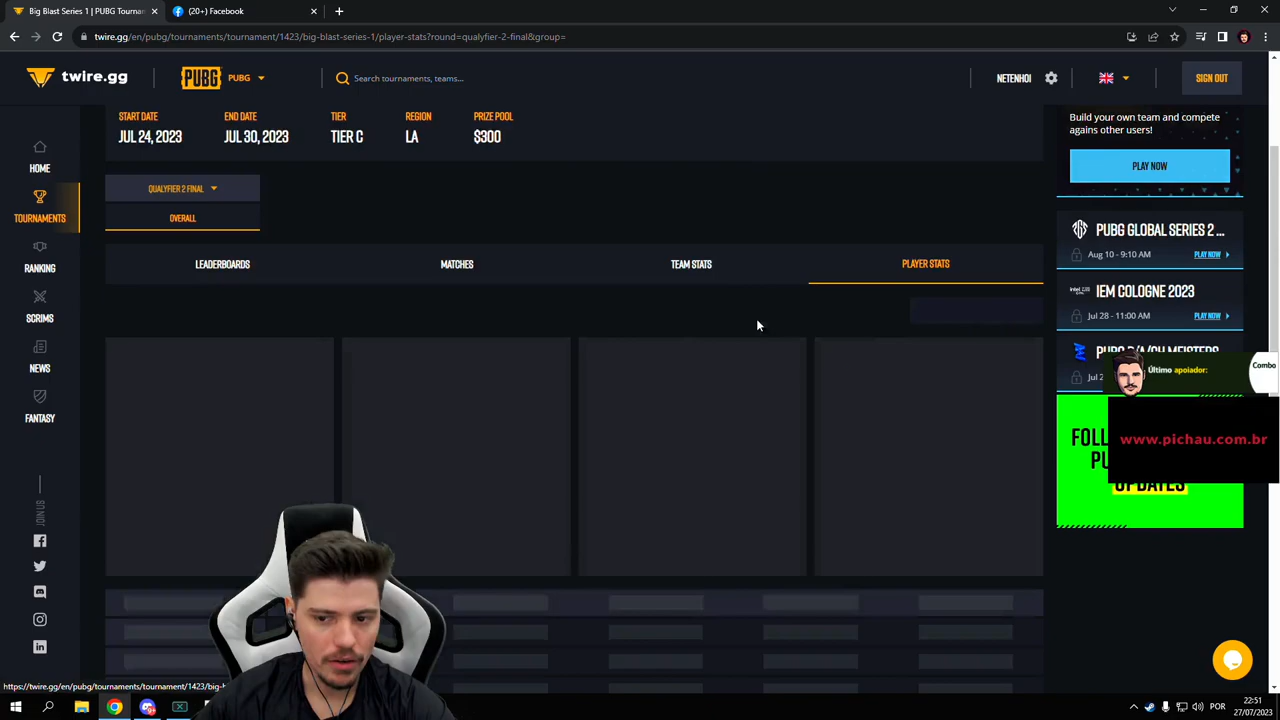 Big Blast Series 1 | PUBG Tourna
(20+) Facebook
twire.gg/en/pubg/tournaments/tournament/1423/big-blast-series-1/player-stats?round=qualyfier-2-final&group=
twire.gg
PUBG
PUBG
Search tournaments, teams...
NETENHOI
SIGN OUT
START DATE
END DATE
TIER
REGION
PRIZE POOL
JUL 24, 2023
JUL 30, 2023
TIER C
LA
$300
QUALYFIER 2 FINAL
OVERALL
LEADERBOARDS
MATCHES
TEAM STATS
PLAYER STATS
HOME
TOURNAMENTS
RANKING
SCRIMS
NEWS
FANTASY
JOIN US
Build your own team and compete
agains other users!
PLAY NOW
PUBG GLOBAL SERIES 2 ...
Aug 10 - 9:10 AM
PLAY NOW
IEM COLOGNE 2023
Jul 28 - 11:00 AM
PLAY NOW
Último apoiador:
Combo
www.pichau.com.br
UPDATES
https://twire.gg/en/pubg/tournaments/tournament/1423/big-b
POR
22:51
27/07/2023